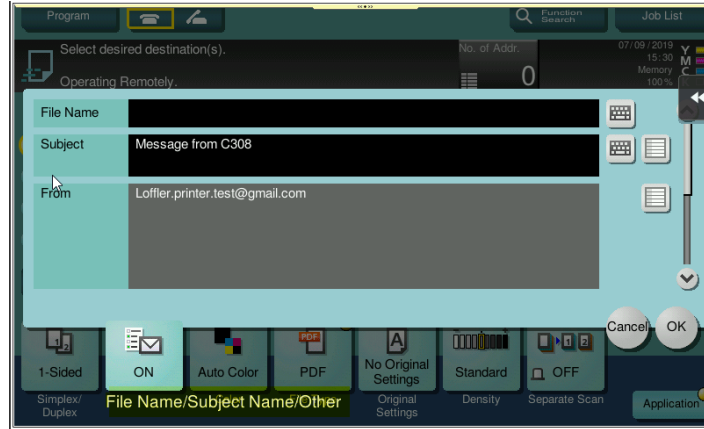 Program
Function
Search
Job List
Select desired destination(s).
No. of Addr.
07/09/2019
15:30
Y
M
Operating Remotely.
0
Memory
100%
C
File Name
Subject
Message from C308
From
Loffler.printer.test@gmail.com
Cancel
OK
1-Sided
ON
Auto Color
PDF
No Original
Settings
Standard
OFF
Simplex/
Duplex
File Name/Subject Name/Other
Original
Settings
Density
Separate Scan
Application